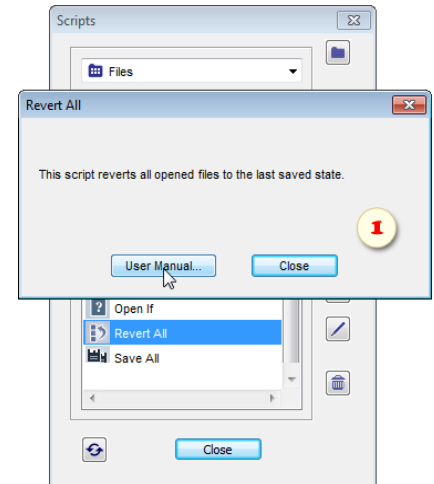 Scripts
Files
Revert All
This script reverts all opened files to the last saved state.
1
User Manual...
Close
Open If
Revert All
Save All
Close